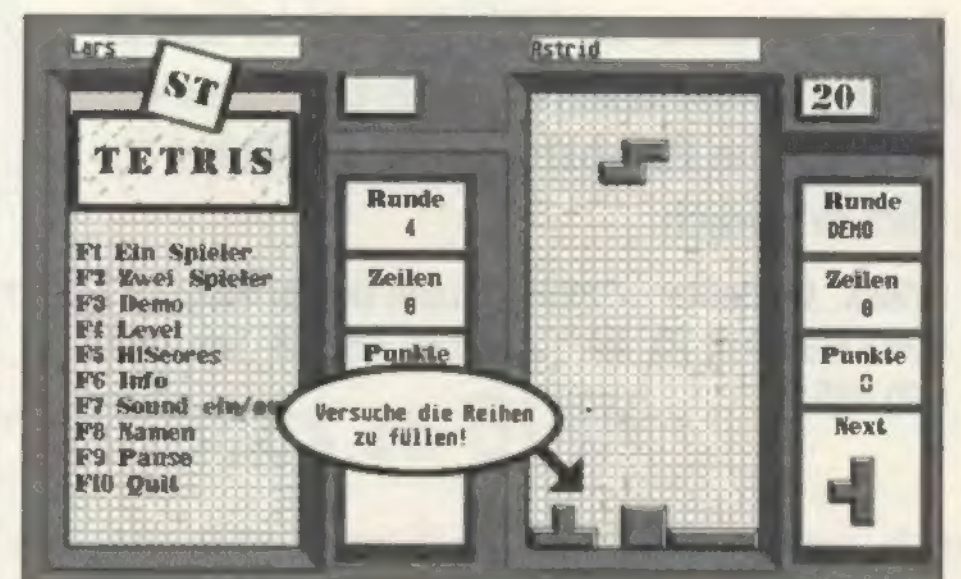 Lars
ST
TETRIS
F1 Ein Spieler
F2 Zwei Spieler
F3 Demo
F4 Level
F5 HiScores
F6 Info
F7 Sound ein/
F8 Namen
F9 Pause
F10 Quit
Runde
4
Zeilen
0
Punkte
Versuche die Reihen
zu füllen!
Astrid
20
Runde
DEMO
Zeilen
0
Punkte
0
Next